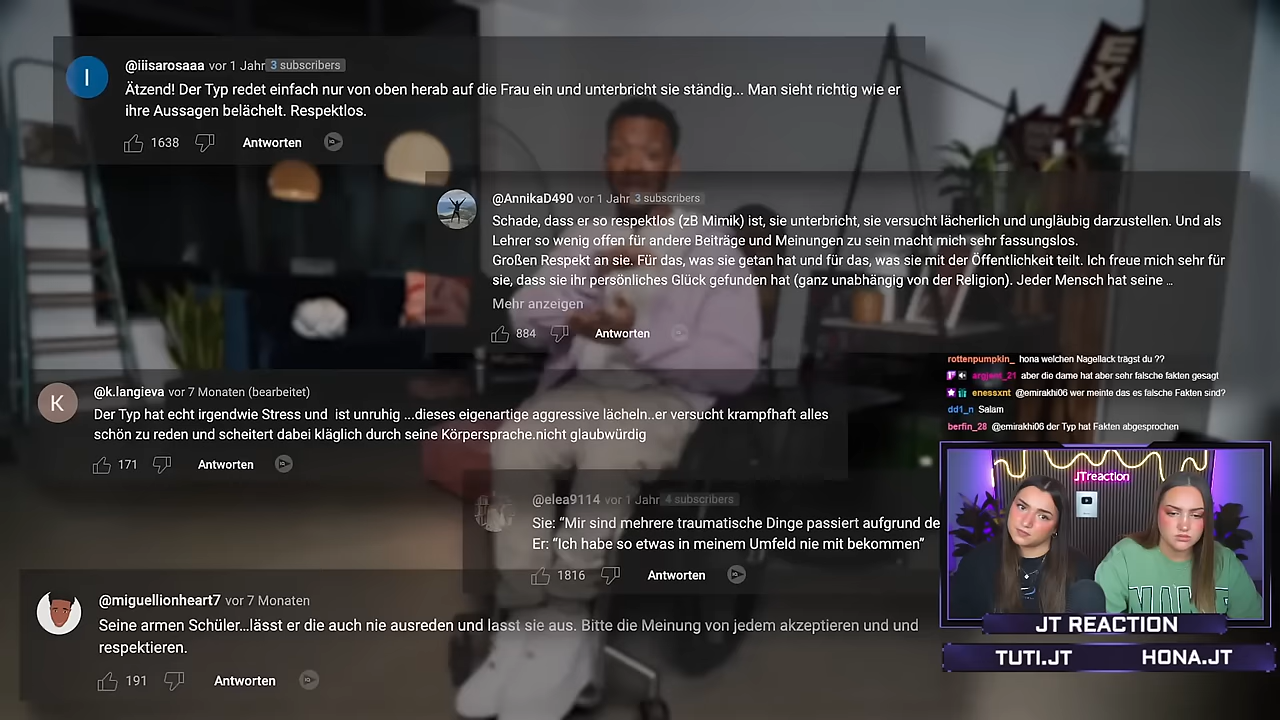 EXIT
@iiisarosaaa vor 1 Jahr 3 subscribers
I
Ätzend! Der Typ redet einfach nur von oben herab auf die Frau ein und unterbricht sie ständig... Man sieht richtig wie er
ihre Aussagen belächelt. Respektlos.
1638 Antworten
@AnnikaD490 vor 1 Jahr 3 subscribers
Schade, dass er so respektlos (zB Mimik) ist, sie unterbricht, sie versucht lächerlich und ungläubig darzustellen. Und als
Lehrer so wenig offen für andere Beiträge und Meinungen zu sein macht mich sehr fassungslos.
Großen Respekt an sie. Für das, was sie getan hat und für das, was sie mit der Öffentlichkeit teilt. Ich freue mich sehr für
sie, dass sie ihr persönliches Glück gefunden hat (ganz unabhängig von der Religion). Jeder Mensch hat seine ...
Mehr anzeigen
884 Antworten
@k.langieva vor 7 Monaten (bearbeitet)
K
Der Typ hat echt irgendwie Stress und ist unruhig ...dieses eigenartige aggressive lächeln..er versucht krampfhaft alles
schön zu reden und scheitert dabei kläglich durch seine Körpersprache.nicht glaubwürdig
171 Antworten
@elea9114 vor 1 Jahr 4 subscribers
Sie: “Mir sind mehrere traumatische Dinge passiert aufgrund de
Er: “Ich habe so etwas in meinem Umfeld nie mit bekommen”
1816 Antworten
@miguellionheart7 vor 7 Monaten
Seine armen Schüler...lässt er die auch nie ausreden und lasst sie aus. Bitte die Meinung von jedem akzeptieren und und
respektieren.
191 Antworten
rottenpumpkin_ hona welchen Nagellack trägst du ??
argjent_21 aber die dame hat aber sehr falsche fakten gesagt
enessxnt @emirakhi06 wer meinte das es falsche Fakten sind?
dd1_n Salam
berfin_28 @emirakhi06 der Typ hat Fakten abgesprochen
JTreaction
JT REACTION
TUTI.JT HONA.JT